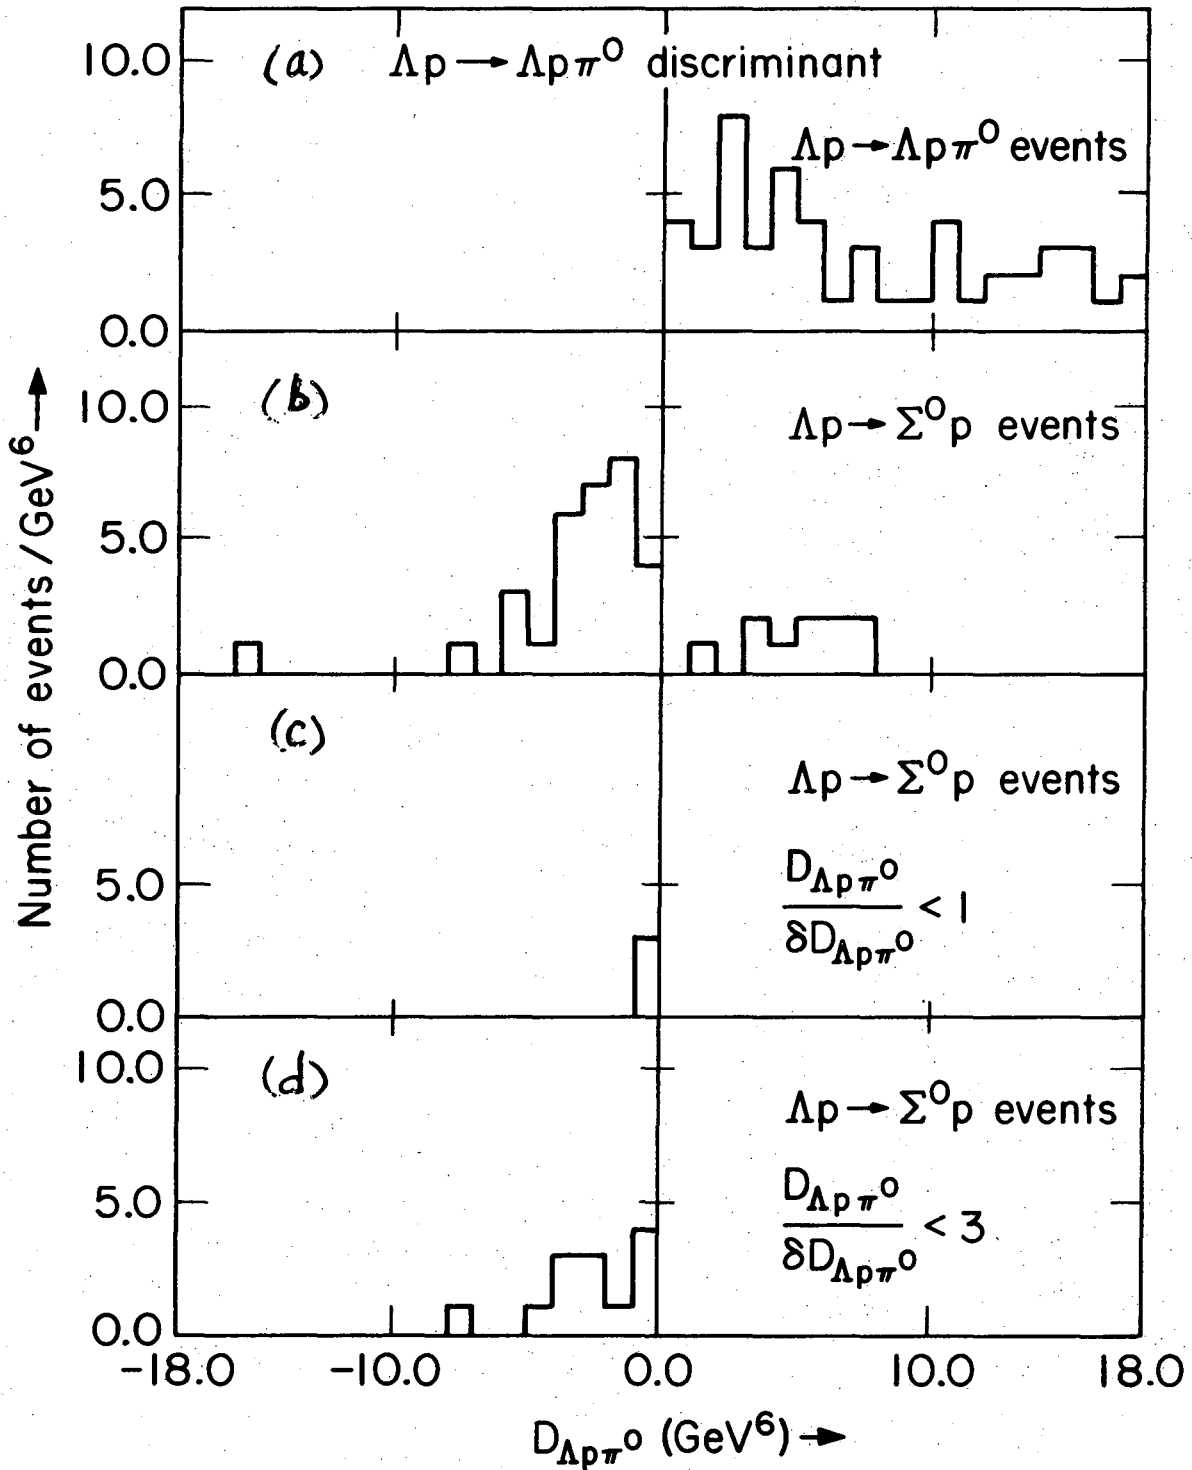 (a) Λp → Λpπ⁰ discriminant
10.0
Λp → Λpπ⁰ events
5.0
0.0
(b)
10.0
Λp → Σ⁰p events
5.0
0.0
(c)
Λp → Σ⁰p events
5.0
D_Λpπ⁰
δD_Λpπ⁰ < 1
0.0
(d)
10.0
Λp → Σ⁰p events
5.0
D_Λpπ⁰
δD_Λpπ⁰ < 3
0.0
-18.0 -10.0 0.0 10.0 18.0
D_Λpπ⁰ (GeV⁶) →
Number of events/GeV⁶ →